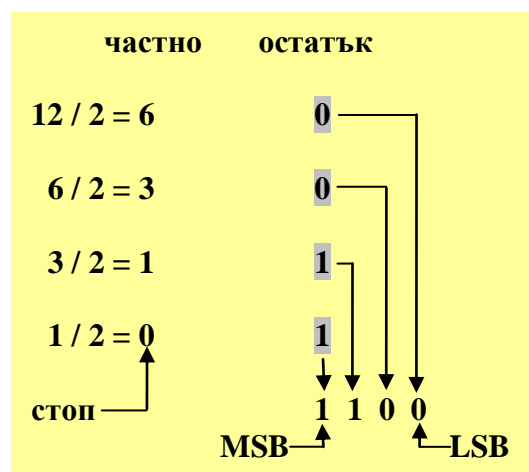 частно остатък
12 / 2 = 6 0
6 / 2 = 3 0
3 / 2 = 1 1
1 / 2 = 0 1
стоп 1 1 0 0
MSB LSB